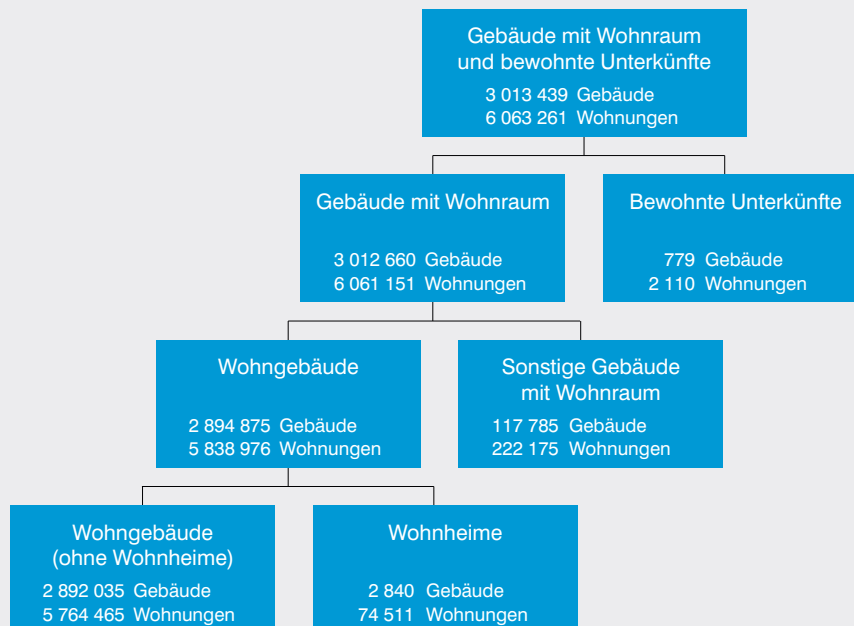 Gebäude mit Wohnraum
und bewohnte Unterkünfte
3 013 439 Gebäude
6 063 261 Wohnungen
Gebäude mit Wohnraum
3 012 660 Gebäude
6 061 151 Wohnungen
Bewohnte Unterkünfte
779 Gebäude
2 110 Wohnungen
Wohngebäude
2 894 875 Gebäude
5 838 976 Wohnungen
Sonstige Gebäude
mit Wohnraum
117 785 Gebäude
222 175 Wohnungen
Wohngebäude
(ohne Wohnheime)
2 892 035 Gebäude
5 764 465 Wohnungen
Wohnheime
2 840 Gebäude
74 511 Wohnungen